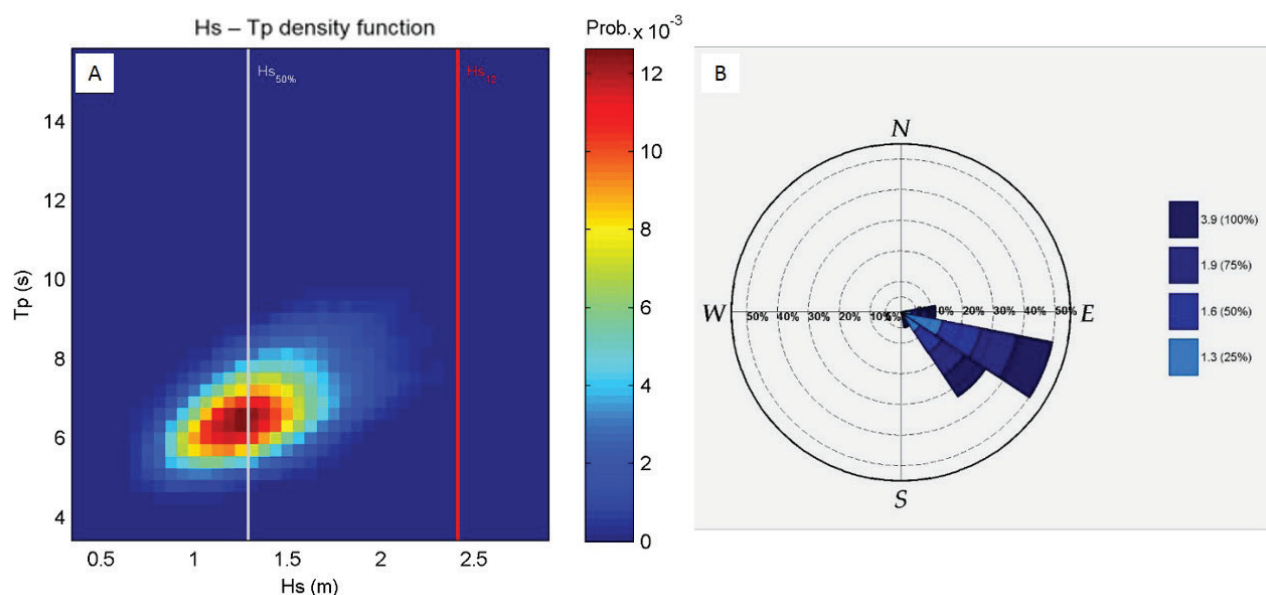 Hs – Tp density function
Prob. x 10⁻³
A
Hs50%
Hs12
14
12
10
8
6
4
Tp (s)
0.5 1 1.5 2 2.5
Hs (m)
12
10
8
6
4
2
0
B
N
W 50% 40% 30% 20% 10% 0% 20% 30% 40% 50% E
S
3.9 (100%)
1.9 (75%)
1.6 (50%)
1.3 (25%)